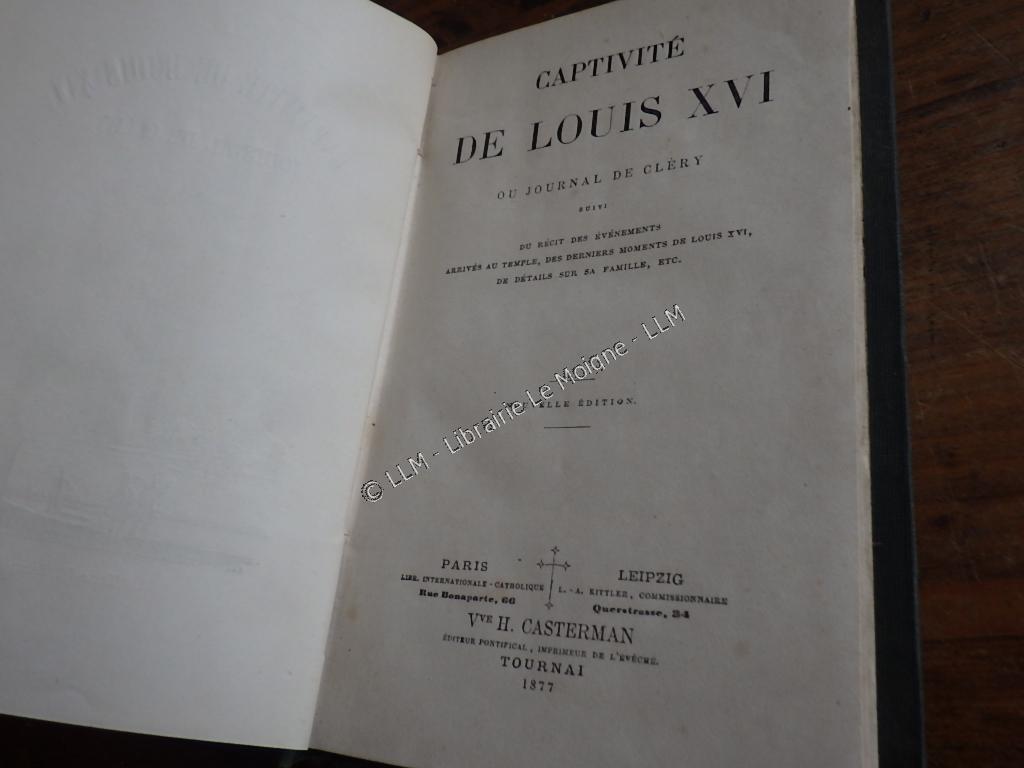 CAPTIVITÉ
DE LOUIS XVI
OU JOURNAL DE CLÉRY
SUIVI
DU RÉCIT DES ÉVÉNEMENTS
ARRIVÉS AU TEMPLE, DES DERNIERS MOMENTS DE LOUIS XVI,
DE DÉTAILS SUR SA FAMILLE, ETC.
© LLM - Librairie Le Moigne - LLM
ÉDITION.
PARIS
LIBR. INTERNATIONALE-CATHOLIQUE
Rue Bonaparte, 66
LEIPZIG
L.-A. KITTLER, COMMISSIONNAIRE
Querstrasse, 34
Vve H. CASTERMAN
ÉDITEUR PONTIFICAL, IMPRIMEUR DE L'ÉVÊCHÉ.
TOURNAI
1877